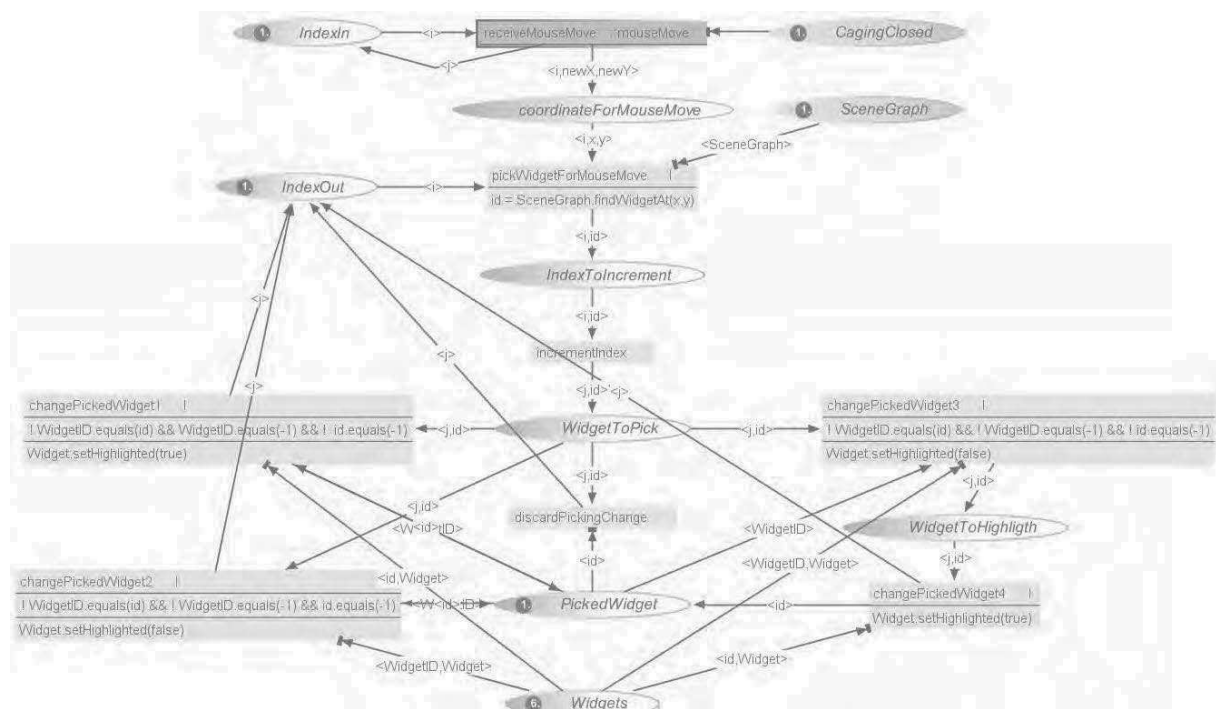 1. IndexIn
<i>
receiveMouseMove ::mouseMove
1. CagingClosed
<j>
<i,newX,newY>
coordinateForMouseMove
1. SceneGraph
<i,x,y>
<SceneGraph>
1. IndexOut
<i>
pickWidgetForMouseMove I
id = SceneGraph.findWidgetAt(x,y)
<i,id>
IndexToIncrement
<j>
<i,id>
<j>
incrementIndex
<j>
<j,id>
<j>
changePickedWidget1 I
! WidgetID.equals(id) && WidgetID.equals(-1) && ! id.equals(-1)
Widget.setHighlighted(true)
<j,id>
WidgetToPick
<j,id>
changePickedWidget3 I
! WidgetID.equals(id) && ! WidgetID.equals(-1) && ! id.equals(-1)
Widget.setHighlighted(false)
<j,id>
<j,id>
<j,id>
discardPickingChange
<id>
<WidgetID>
WidgetToHighligth
<id>
<WidgetID,Widget>
<j,id>
<id,Widget>
changePickedWidget2 I
! WidgetID.equals(id) && ! WidgetID.equals(-1) && id.equals(-1)
Widget.setHighlighted(false)
<id>
1. PickedWidget
<id>
changePickedWidget4 I
Widget.setHighlighted(true)
<WidgetID,Widget>
<id,Widget>
6. Widgets